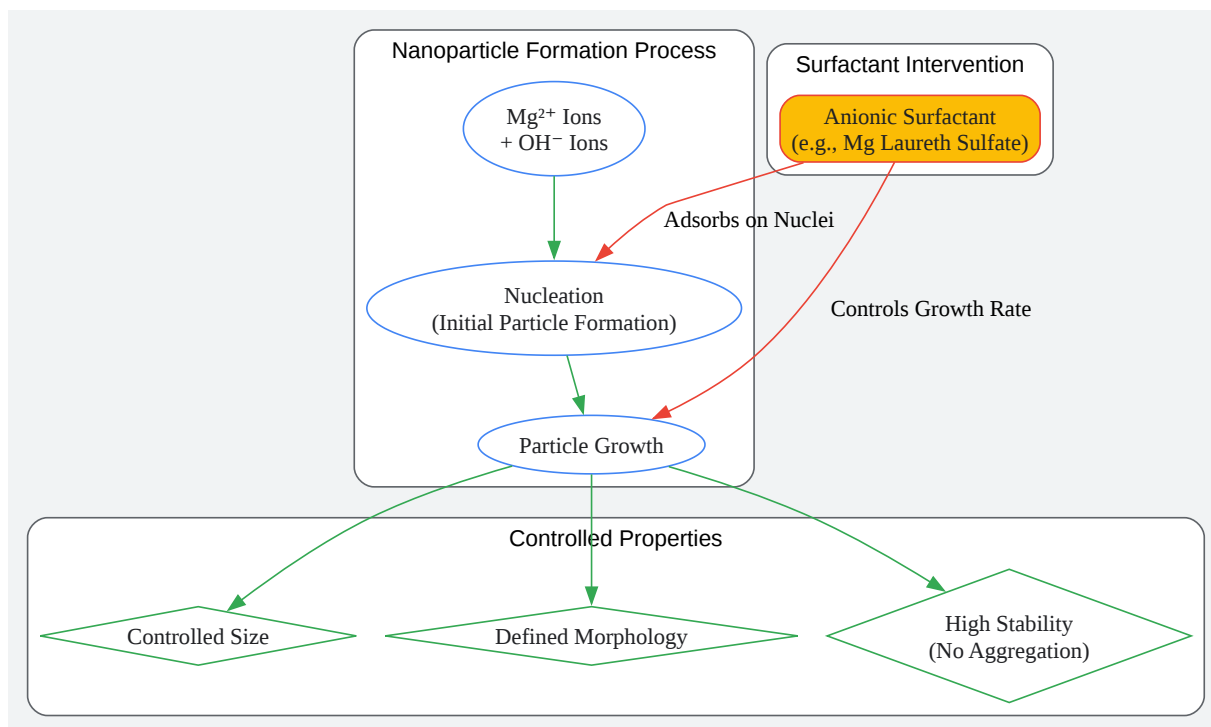 Nanoparticle Formation Process
Surfactant Intervention
Mg²⁺ Ions
+ OH⁻ Ions
Anionic Surfactant
(e.g., Mg Laureth Sulfate)
Adsorbs on Nuclei
Nucleation
(Initial Particle Formation)
Controls Growth Rate
Particle Growth
Controlled Properties
Controlled Size
Defined Morphology
High Stability
(No Aggregation)